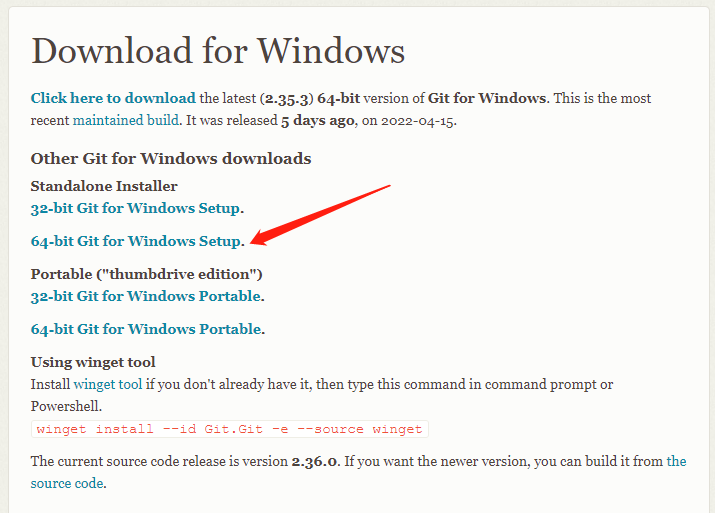 Download for Windows
Click here to download the latest (2.35.3) 64-bit version of Git for Windows. This is the most
recent maintained build. It was released 5 days ago, on 2022-04-15.
Other Git for Windows downloads
Standalone Installer
32-bit Git for Windows Setup.
64-bit Git for Windows Setup.
Portable ("thumbdrive edition")
32-bit Git for Windows Portable.
64-bit Git for Windows Portable.
Using winget tool
Install winget tool if you don't already have it, then type this command in command prompt or
Powershell.
winget install --id Git.Git -e --source winget
The current source code release is version 2.36.0. If you want the newer version, you can build it from the
source code.